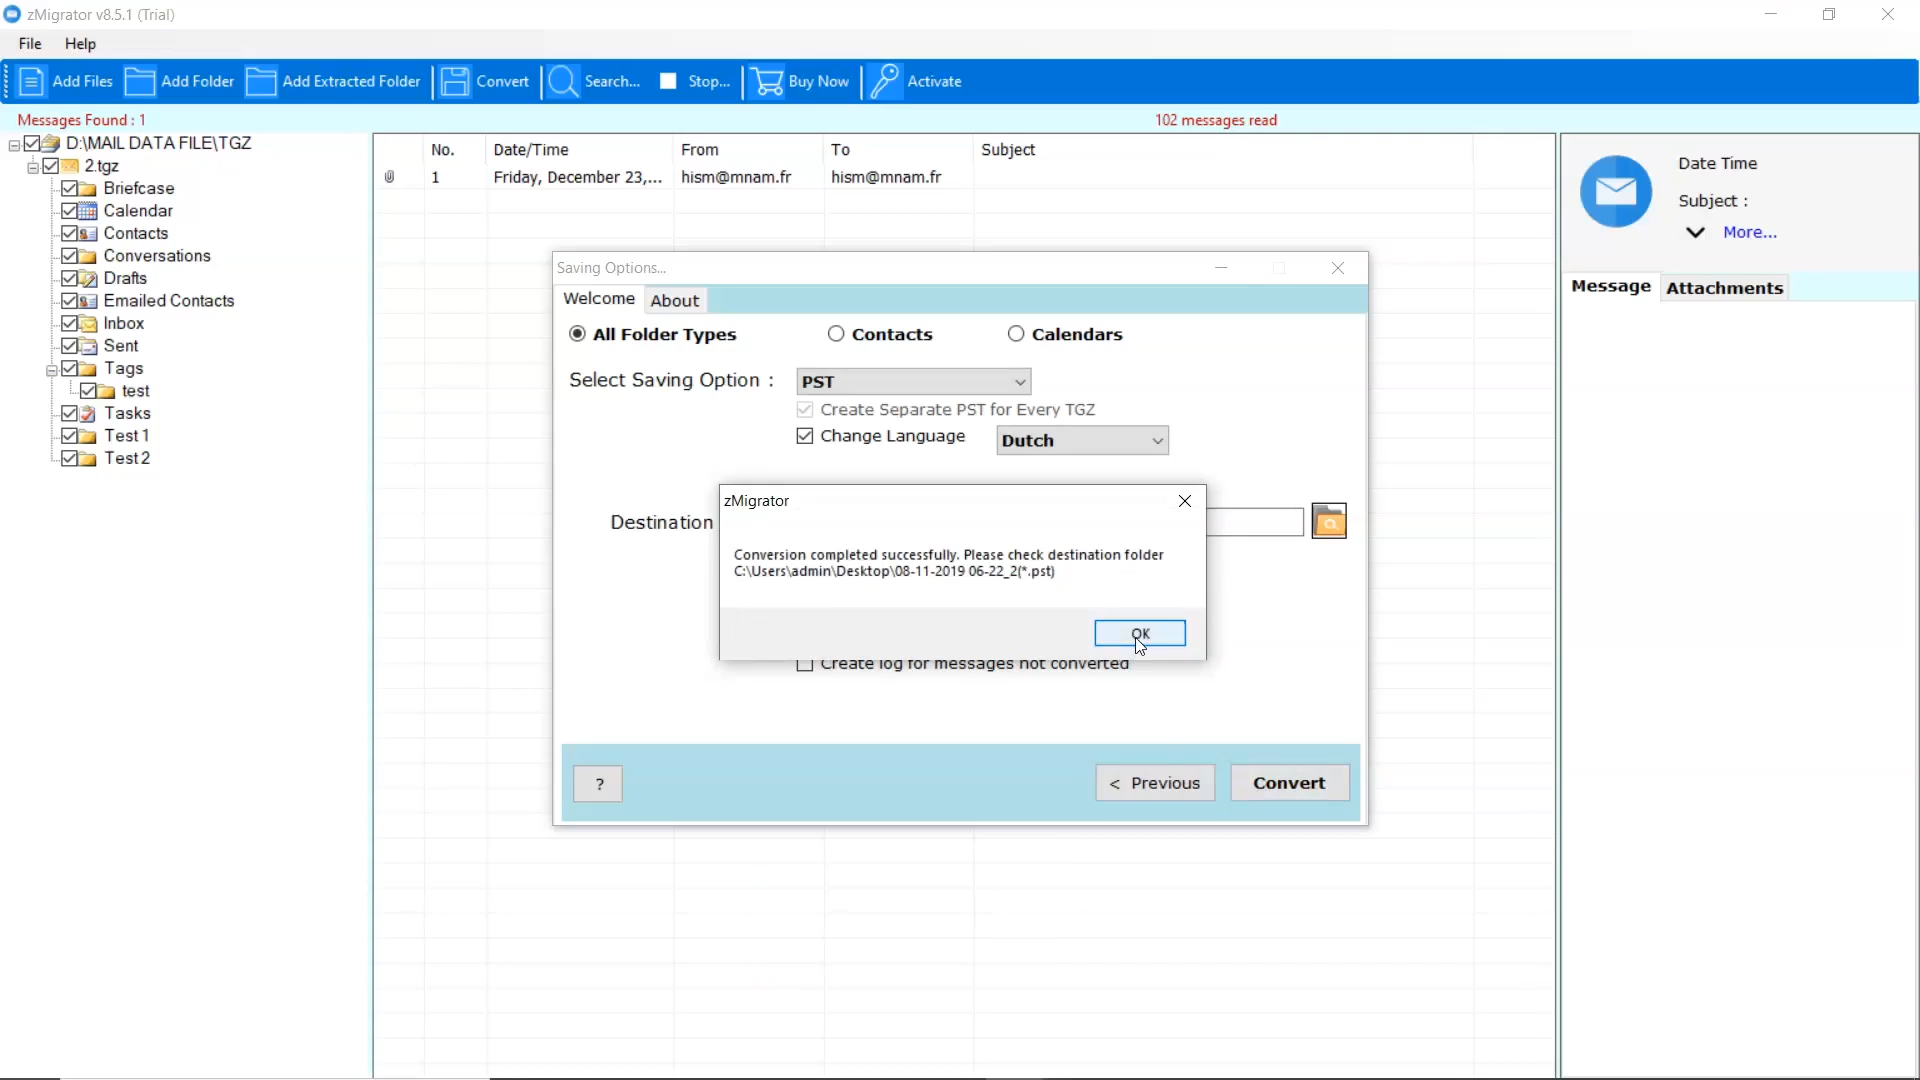 zMigrator v8.5.1 (Trial)
File Help
Add Files Add Folder Add Extracted Folder Convert Search... Stop... Buy Now Activate
Messages Found : 1
102 messages read
D:\MAIL DATA FILE\TGZ
2.tgz
Briefcase
Calendar
Contacts
Conversations
Drafts
Emailed Contacts
Inbox
Sent
Tags
test
Tasks
Test1
Test2
No. Date/Time From To Subject
1 Friday, December 23,... hism@mnam.fr hism@mnam.fr
Saving Options...
Welcome About
All Folder Types Contacts Calendars
Select Saving Option : PST
Create Separate PST for Every TGZ
Change Language Dutch
Destination
zMigrator
Conversion completed successfully. Please check destination folder
C:\Users\admin\Desktop\08-11-2019 06-22_2(*.pst)
OK
Create log for messages not converted
? < Previous Convert
Date Time
Subject :
More...
Message Attachments